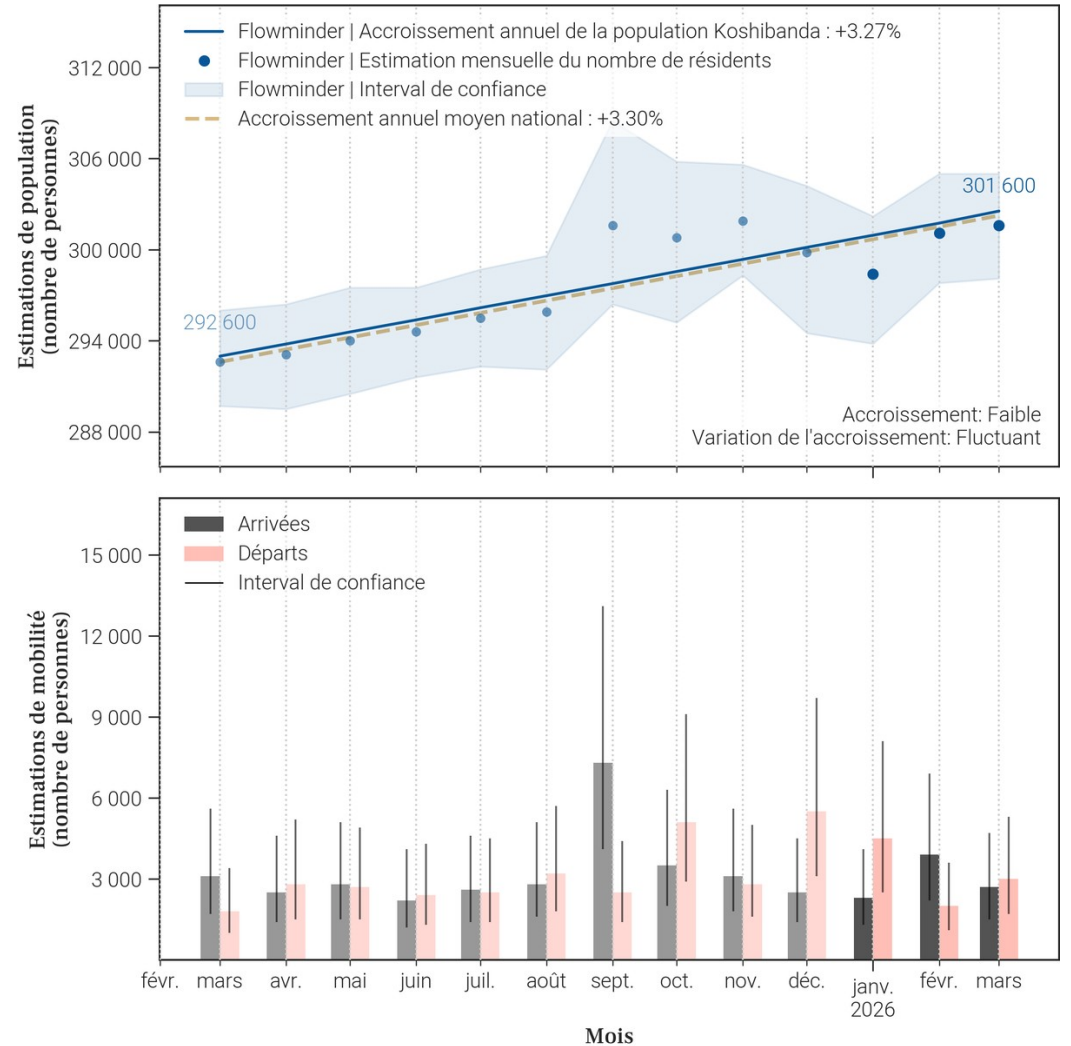 Flowminder | Accroissement annuel de la population Koshibanda : +3.27%
Flowminder | Estimation mensuelle du nombre de résidents
Flowminder | Interval de confiance
Accroissement annuel moyen national : +3.30%
Estimations de population
(nombre de personnes)
312 000
306 000
300 000
294 000
288 000
292 600
301 600
Accroissement: Faible
Variation de l'accroissement: Fluctuant
Arrivées
Départs
Interval de confiance
Estimations de mobilité
(nombre de personnes)
15 000
12 000
9 000
6 000
3 000
févr. mars avr. mai juin juil. août sept. oct. nov. déc. janv. févr. mars
2026
Mois